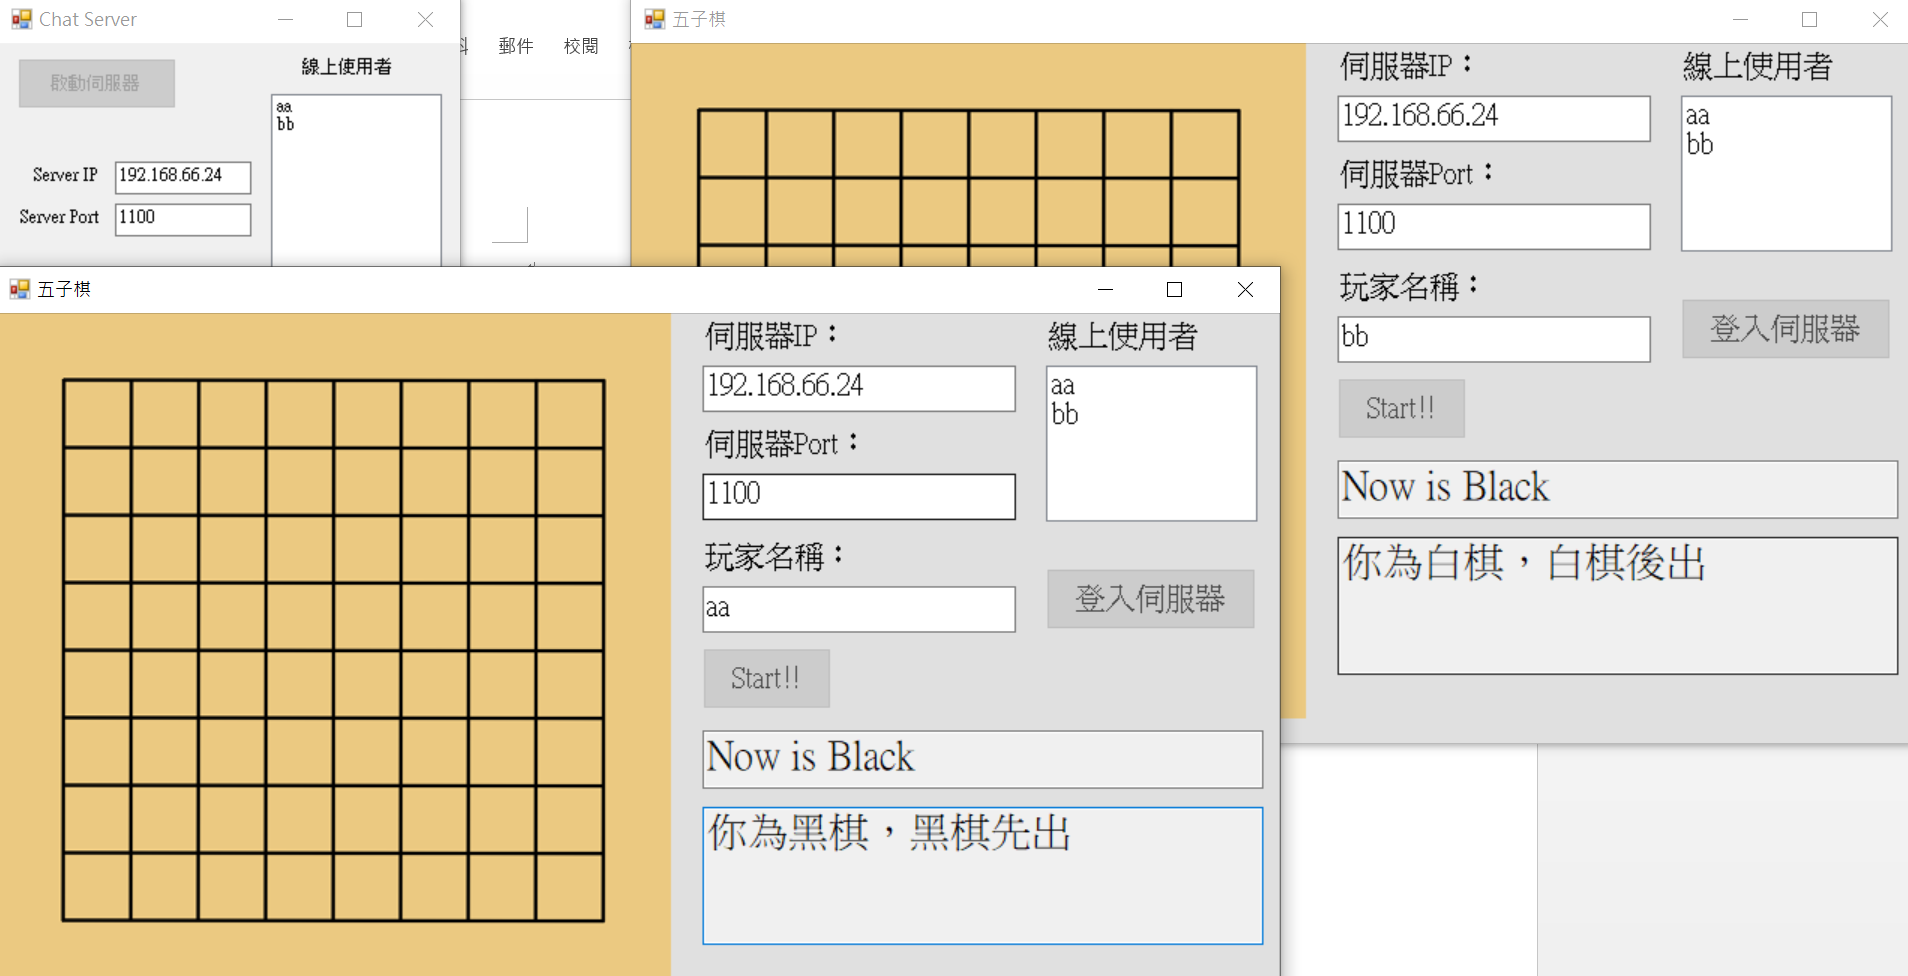 Chat Server
啟動伺服器
線上使用者
aa
bb
Server IP
192.168.66.24
Server Port
1100
郵件
校閱
五子棋
伺服器IP：
192.168.66.24
伺服器Port：
1100
玩家名稱：
bb
線上使用者
aa
bb
登入伺服器
Start!!
Now is Black
你為白棋，白棋後出
五子棋
伺服器IP：
192.168.66.24
伺服器Port：
1100
玩家名稱：
aa
線上使用者
aa
bb
登入伺服器
Start!!
Now is Black
你為黑棋，黑棋先出